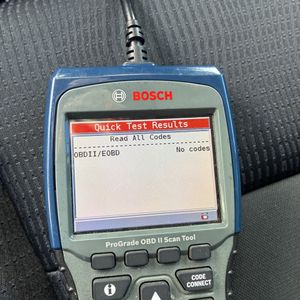 BOSCH
Quick Test Results
Read All Codes
OBDII/EOBD No codes
ProGrade OBD II Scan Tool
i
CODE
CONNECT